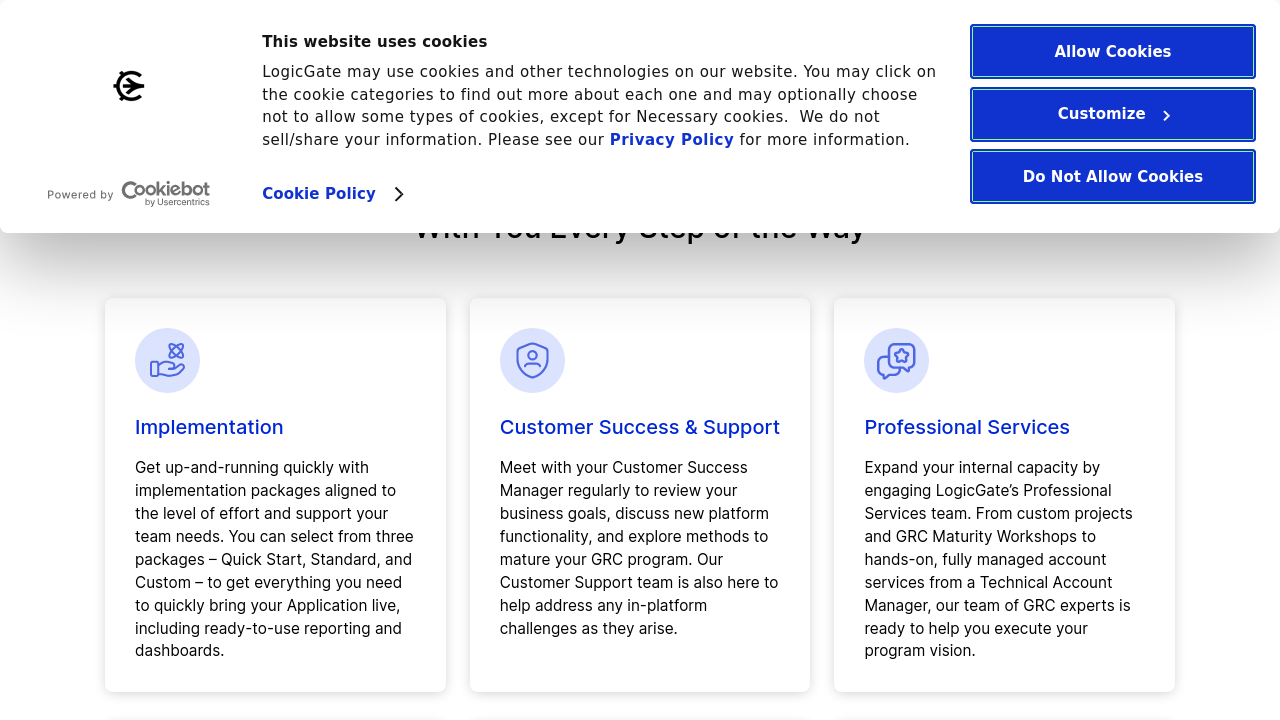 This website uses cookies
LogicGate may use cookies and other technologies on our website. You may click on
the cookie categories to find out more about each one and may optionally choose
not to allow some types of cookies, except for Necessary cookies.  We do not
sell/share your information. Please see our Privacy Policy for more information.
Powered by Cookiebot
by Usercentrics
Cookie Policy
Allow Cookies
Customize
Do Not Allow Cookies
With You Every Step of the Way
Implementation
Get up-and-running quickly with
implementation packages aligned to
the level of effort and support your
team needs. You can select from three
packages – Quick Start, Standard, and
Custom – to get everything you need
to quickly bring your Application live,
including ready-to-use reporting and
dashboards.
Customer Success & Support
Meet with your Customer Success
Manager regularly to review your
business goals, discuss new platform
functionality, and explore methods to
mature your GRC program. Our
Customer Support team is also here to
help address any in-platform
challenges as they arise.
Professional Services
Expand your internal capacity by
engaging LogicGate’s Professional
Services team. From custom projects
and GRC Maturity Workshops to
hands-on, fully managed account
services from a Technical Account
Manager, our team of GRC experts is
ready to help you execute your
program vision.